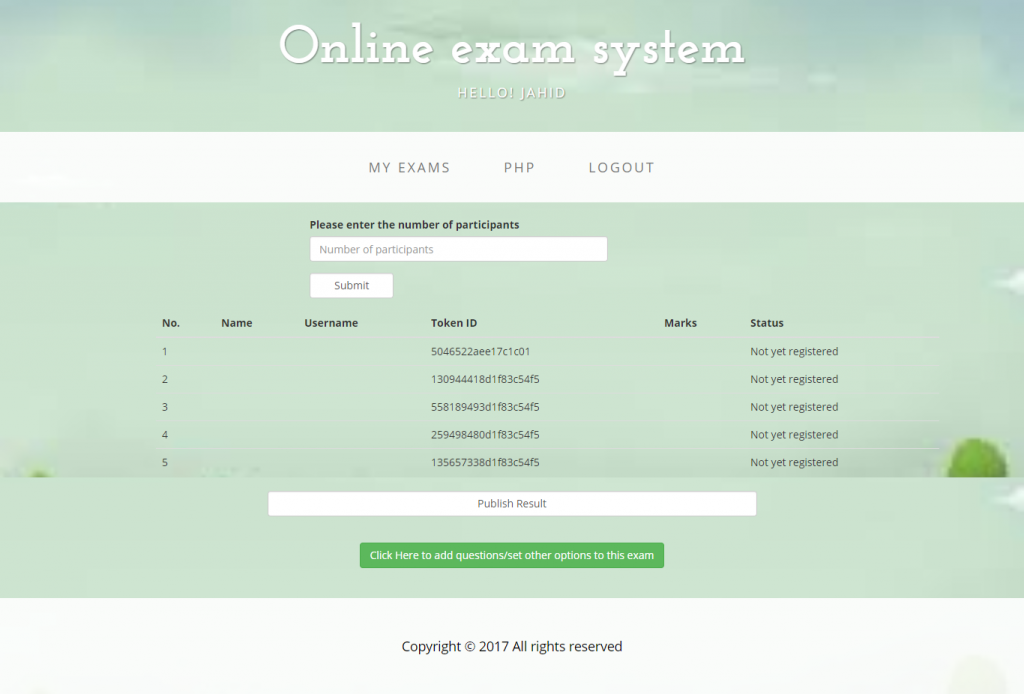 Online exam system
HELLO! JAHID
MY EXAMS PHP LOGOUT
Please enter the number of participants
Number of participants
Submit
No. Name Username Token ID Marks Status
1 5046522aee17c1c01 Not yet registered
2 130944418d1f83c54f5 Not yet registered
3 558189493d1f83c54f5 Not yet registered
4 259498480d1f83c54f5 Not yet registered
5 135657338d1f83c54f5 Not yet registered
Publish Result
Click Here to add questions/set other options to this exam
Copyright © 2017 All rights reserved